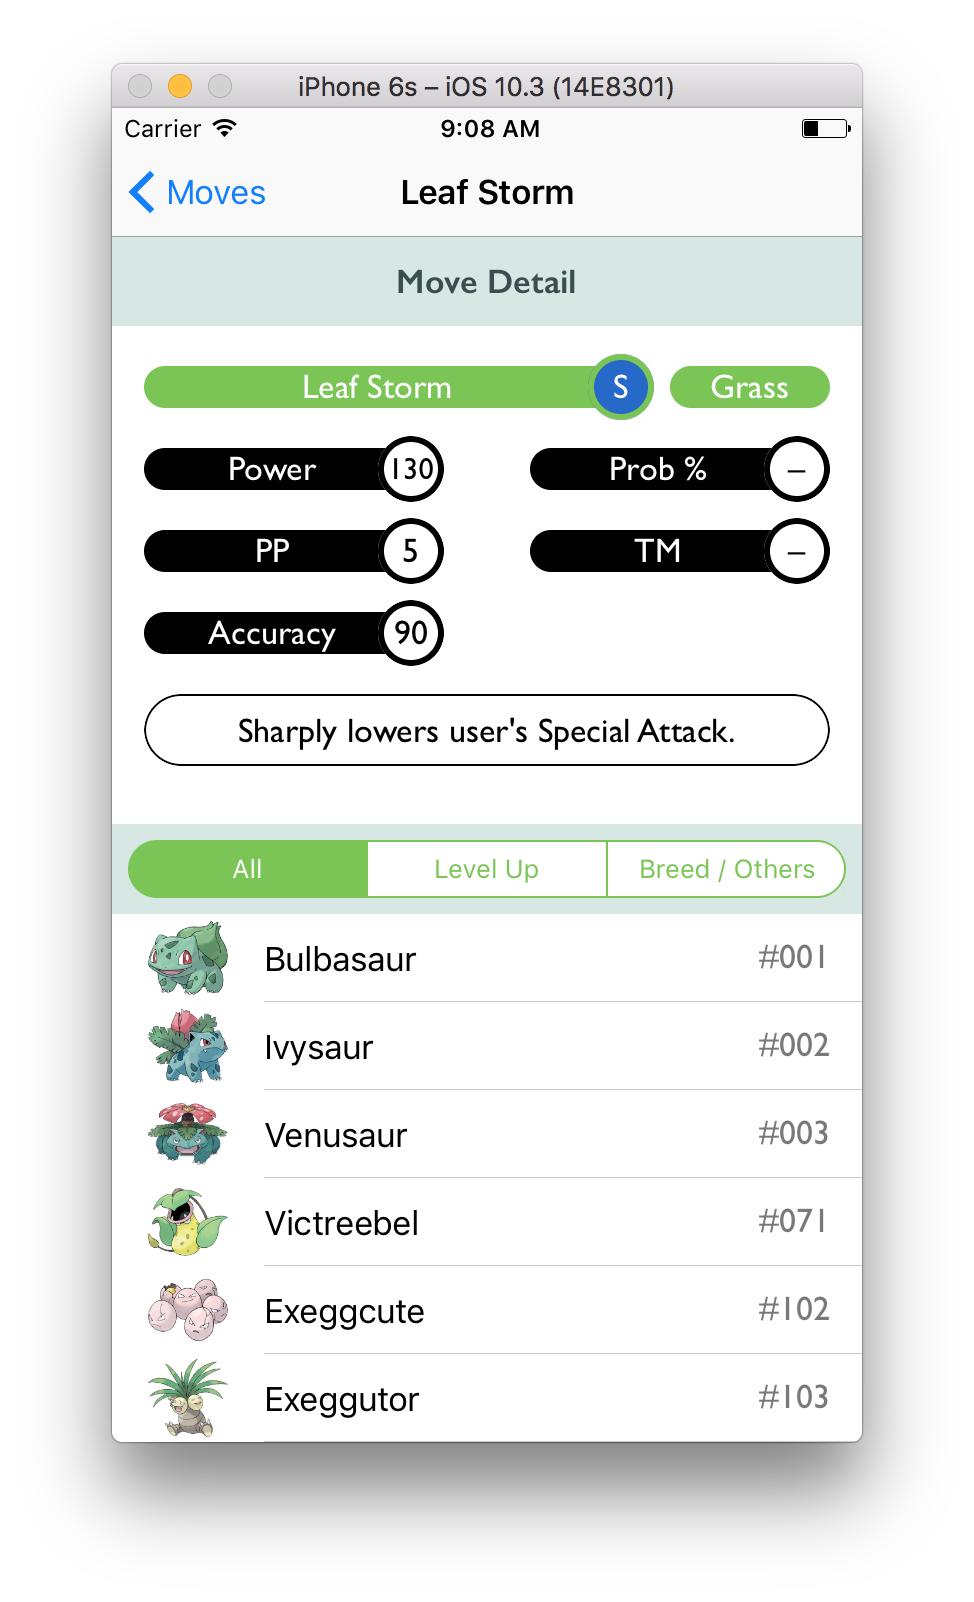 iPhone 6s – iOS 10.3 (14E8301)
Carrier 9:08 AM
Moves Leaf Storm
Move Detail
Leaf Storm S Grass
Power 130 Prob % –
PP 5 TM –
Accuracy 90
Sharply lowers user's Special Attack.
All Level Up Breed / Others
Bulbasaur #001
Ivysaur #002
Venusaur #003
Victreebel #071
Exeggcute #102
Exeggutor #103